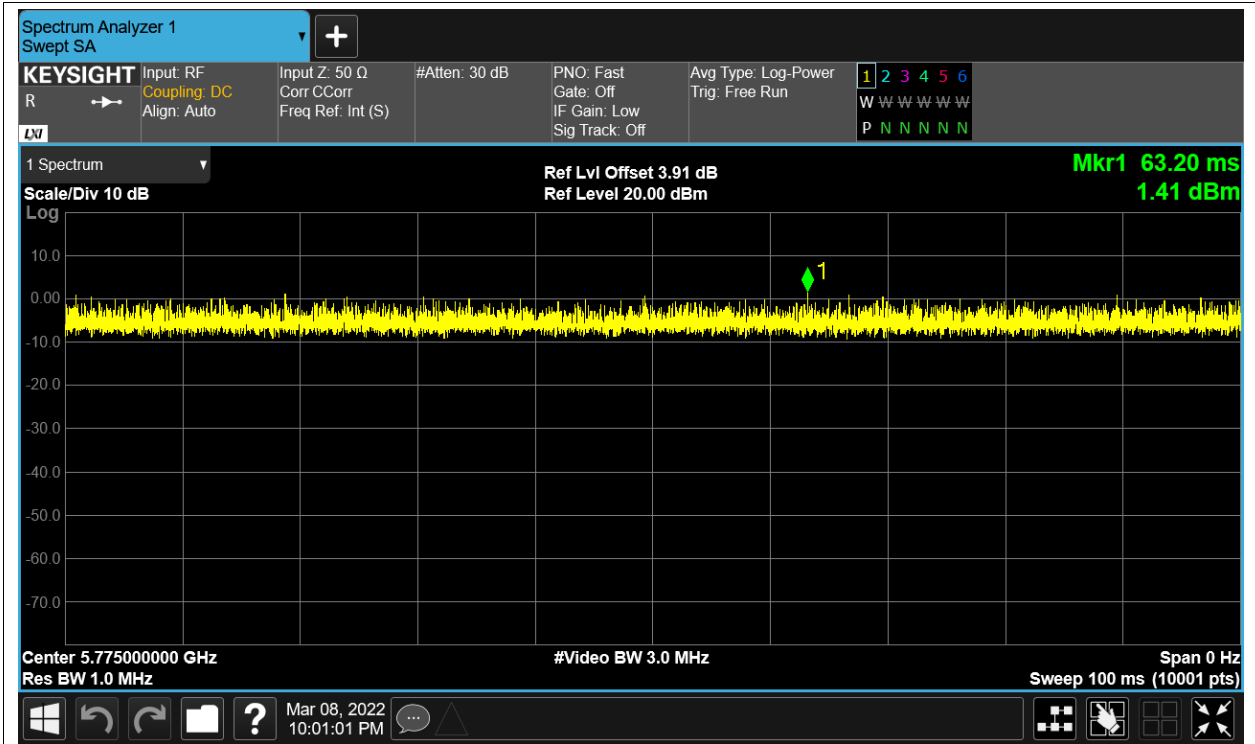 Spectrum Analyzer 1
Swept SA
KEYSIGHT
R
LXI
Input: RF
Coupling: DC
Align: Auto
Input Z: 50 Ω
Corr CCorr
Freq Ref: Int (S)
#Atten: 30 dB
PNO: Fast
Gate: Off
IF Gain: Low
Sig Track: Off
Avg Type: Log-Power
Trig: Free Run
1 2 3 4 5 6
W W W W W W
P N N N N N
1 Spectrum
Scale/Div 10 dB
Ref Lvl Offset 3.91 dB
Ref Level 20.00 dBm
Mkr1 63.20 ms
1.41 dBm
Log
10.0
0.00
-10.0
-20.0
-30.0
-40.0
-50.0
-60.0
-70.0
1
Center 5.775000000 GHz
Res BW 1.0 MHz
#Video BW 3.0 MHz
Span 0 Hz
Sweep 100 ms (10001 pts)
?
Mar 08, 2022
10:01:01 PM